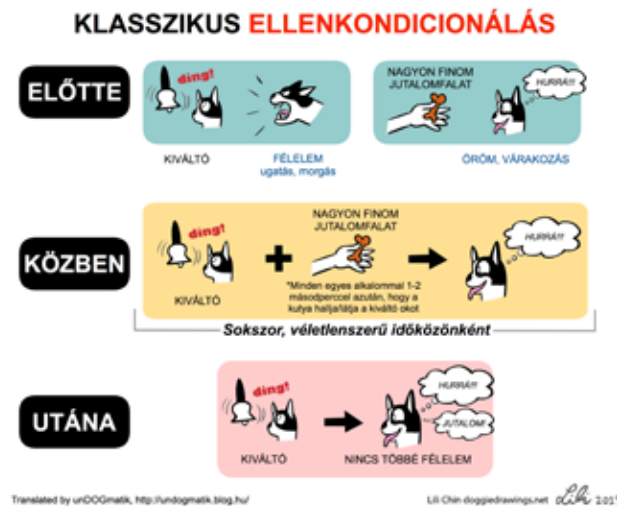 KLASSZIKUS ELLENKONDICIONÁLÁS
ELŐTTE
ding!
KIVÁLTÓ
FÉLELEM
ugatás, morgás
NAGYON FINOM
JUTALOMFALAT
HURRÁ!!!
ÖRÖM, VÁRAKOZÁS
KÖZBEN
ding!
KIVÁLTÓ
NAGYON FINOM
JUTALOMFALAT
*Minden egyes alkalommal 1-2
másodperccel azután, hogy a
kutya hallja/látja a kiváltó okot
HURRÁ!!!
Sokszor, véletlenszerű időközönként
UTÁNA
ding!
KIVÁLTÓ
HURRÁ!!!
JUTALOM!
NINCS TÖBBÉ FÉLELEM
Translated by unDOGmatik, http://undogmatik.blog.hu/
Lili Chin doggiedrawings.net
Lili